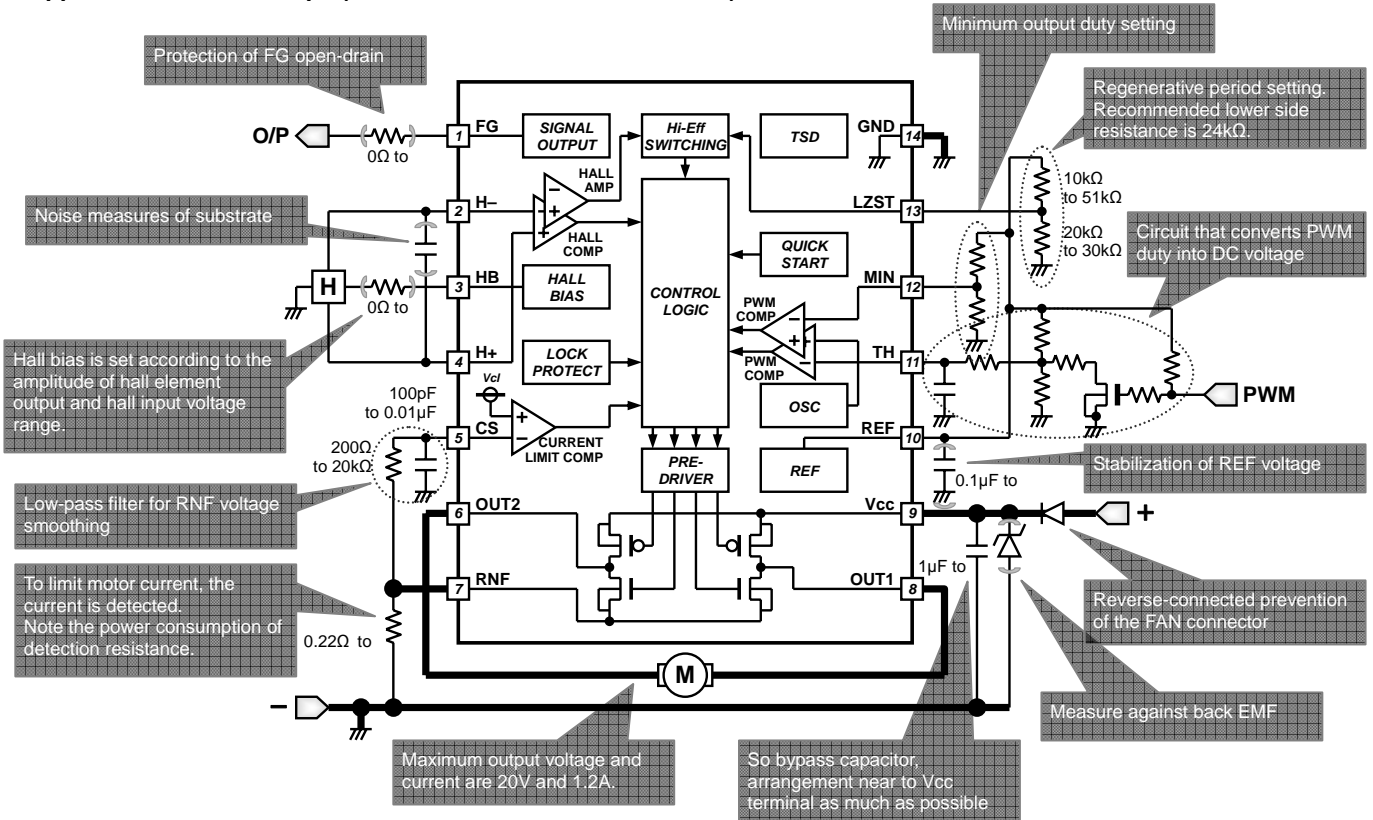 Minimum output duty setting
Protection of FG open-drain
Regenerative period setting.
Recommended lower side
resistance is 24kΩ.
O/P
0Ω to
1
FG
SIGNAL
OUTPUT
Hi-Eff
SWITCHING
TSD
GND
14
HALL
AMP
Noise measures of substrate
2
H–
HALL
COMP
LZST
13
10kΩ
to 51kΩ
20kΩ
to 30kΩ
Circuit that converts PWM
duty into DC voltage
H
0Ω to
3
HB
HALL
BIAS
CONTROL
LOGIC
QUICK
START
MIN
12
PWM
COMP
PWM
COMP
Hall bias is set according to the
amplitude of hall element
output and hall input voltage
range.
4
H+
LOCK
PROTECT
TH
11
OSC
PWM
100pF
to 0.01µF
Vcl
200Ω
to 20kΩ
5
CS
CURRENT
LIMIT COMP
REF
10
PRE-
DRIVER
REF
0.1µF to
Stabilization of REF voltage
Low-pass filter for RNF voltage
smoothing
6
OUT2
Vcc
9
+
1µF to
To limit motor current, the
current is detected.
Note the power consumption of
detection resistance.
7
RNF
OUT1
8
0.22Ω to
Reverse-connected prevention
of the FAN connector
M
–
Measure against back EMF
Maximum output voltage and
current are 20V and 1.2A.
So bypass capacitor,
arrangement near to Vcc
terminal as much as possible